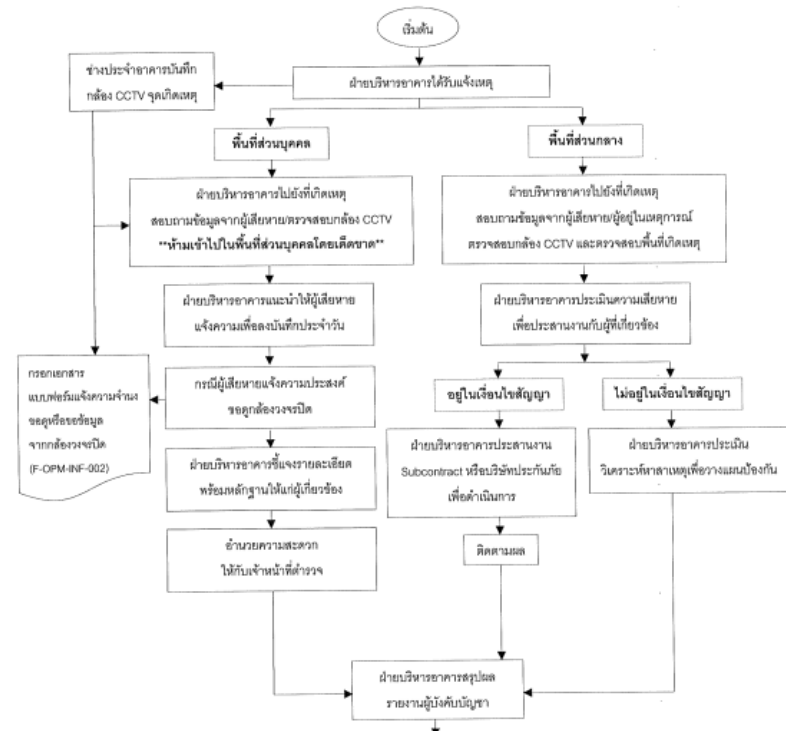 เริ่มต้น
ช่างประจำอาคารบันทึก
กล้อง CCTV จุดเกิดเหตุ
ฝ่ายบริหารอาคารได้รับแจ้งเหตุ
พื้นที่ส่วนบุคคล
พื้นที่ส่วนกลาง
ฝ่ายบริหารอาคารไปยังที่เกิดเหตุ
สอบถามข้อมูลจากผู้เสียหาย/ตรวจสอบกล้อง CCTV
**ห้ามเข้าไปในพื้นที่ส่วนบุคคลโดยเด็ดขาด**
ฝ่ายบริหารอาคารไปยังที่เกิดเหตุ
สอบถามข้อมูลจากผู้เสียหาย/ผู้อยู่ในเหตุการณ์
ตรวจสอบกล้อง CCTV และตรวจสอบพื้นที่เกิดเหตุ
ฝ่ายบริหารอาคารแนะนำให้ผู้เสียหาย
แจ้งความเพื่อลงบันทึกประจำวัน
ฝ่ายบริหารอาคารประเมินความเสียหาย
เพื่อประสานงานกับผู้ที่เกี่ยวข้อง
กรอกเอกสาร
แบบฟอร์มแจ้งความจำนง
ขอดูหรือขอข้อมูล
จากกล้องวงจรปิด
(F-OPM-INF-002)
กรณีผู้เสียหายแจ้งความประสงค์
ขอดูกล้องวงจรปิด
อยู่ในเงื่อนไขสัญญา
ไม่อยู่ในเงื่อนไขสัญญา
ฝ่ายบริหารอาคารชี้แจงรายละเอียด
พร้อมหลักฐานให้แก่ผู้เกี่ยวข้อง
ฝ่ายบริหารอาคารประสานงาน
Subcontract หรือบริษัทประกันภัย
เพื่อดำเนินการ
ฝ่ายบริหารอาคารประเมิน
วิเคราะห์หาสาเหตุเพื่อวางแผนป้องกัน
อำนวยความสะดวก
ให้กับเจ้าหน้าที่ตำรวจ
ติดตามผล
ฝ่ายบริหารอาคารสรุปผล
รายงานผู้บังคับบัญชา